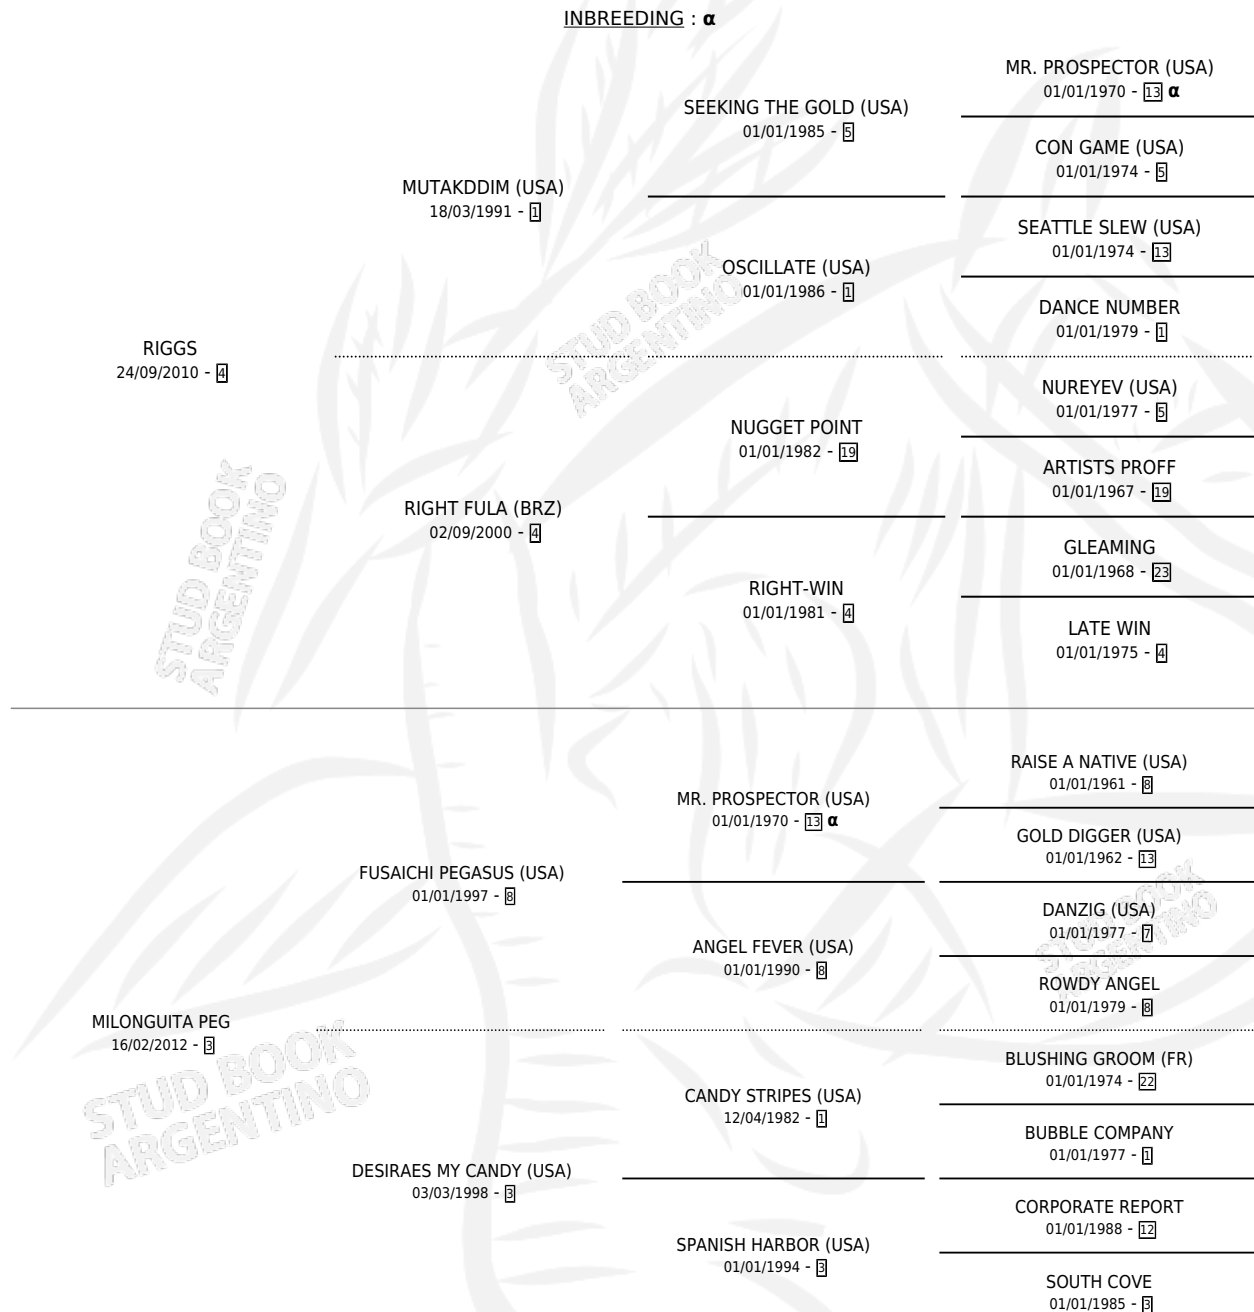 INBREEDING : α
MR. PROSPECTOR (USA)
01/01/1970 - 13 α
SEEKING THE GOLD (USA)
01/01/1985 - 5
CON GAME (USA)
01/01/1974 - 5
MUTAKDDIM (USA)
18/03/1991 - 1
SEATTLE SLEW (USA)
01/01/1974 - 13
OSCILLATE (USA)
01/01/1986 - 1
DANCE NUMBER
01/01/1979 - 1
RIGGS
24/09/2010 - 4
NUREYEV (USA)
01/01/1977 - 5
NUGGET POINT
01/01/1982 - 19
ARTISTS PROFF
01/01/1967 - 19
RIGHT FULA (BRZ)
02/09/2000 - 4
GLEAMING
01/01/1968 - 23
RIGHT-WIN
01/01/1981 - 4
LATE WIN
01/01/1975 - 4
RAISE A NATIVE (USA)
01/01/1961 - 8
MR. PROSPECTOR (USA)
01/01/1970 - 13 α
GOLD DIGGER (USA)
01/01/1962 - 13
FUSAICHI PEGASUS (USA)
01/01/1997 - 8
DANZIG (USA)
01/01/1977 - 7
ANGEL FEVER (USA)
01/01/1990 - 8
ROWDY ANGEL
01/01/1979 - 8
MILONGUITA PEG
16/02/2012 - 3
BLUSHING GROOM (FR)
01/01/1974 - 22
CANDY STRIPES (USA)
12/04/1982 - 1
BUBBLE COMPANY
01/01/1977 - 1
DESIRAES MY CANDY (USA)
03/03/1998 - 3
CORPORATE REPORT
01/01/1988 - 12
SPANISH HARBOR (USA)
01/01/1994 - 3
SOUTH COVE
01/01/1985 - 3
STUD BOOK
ARGENTINO
STUD BOOK
ARGENTINO
STUD BOOK
ARGENTINO
STUD BOOK
ARGENTINO